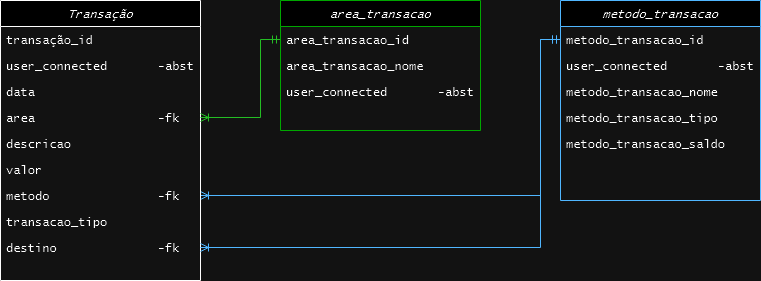 Transação
transação_id
user_connected -abst
data
area -fk
descricao
valor
metodo -fk
transacao_tipo
destino -fk
area_transacao
area_transacao_id
area_transacao_nome
user_connected -abst
metodo_transacao
metodo_transacao_id
user_connected -abst
metodo_transacao_nome
metodo_transacao_tipo
metodo_transacao_saldo